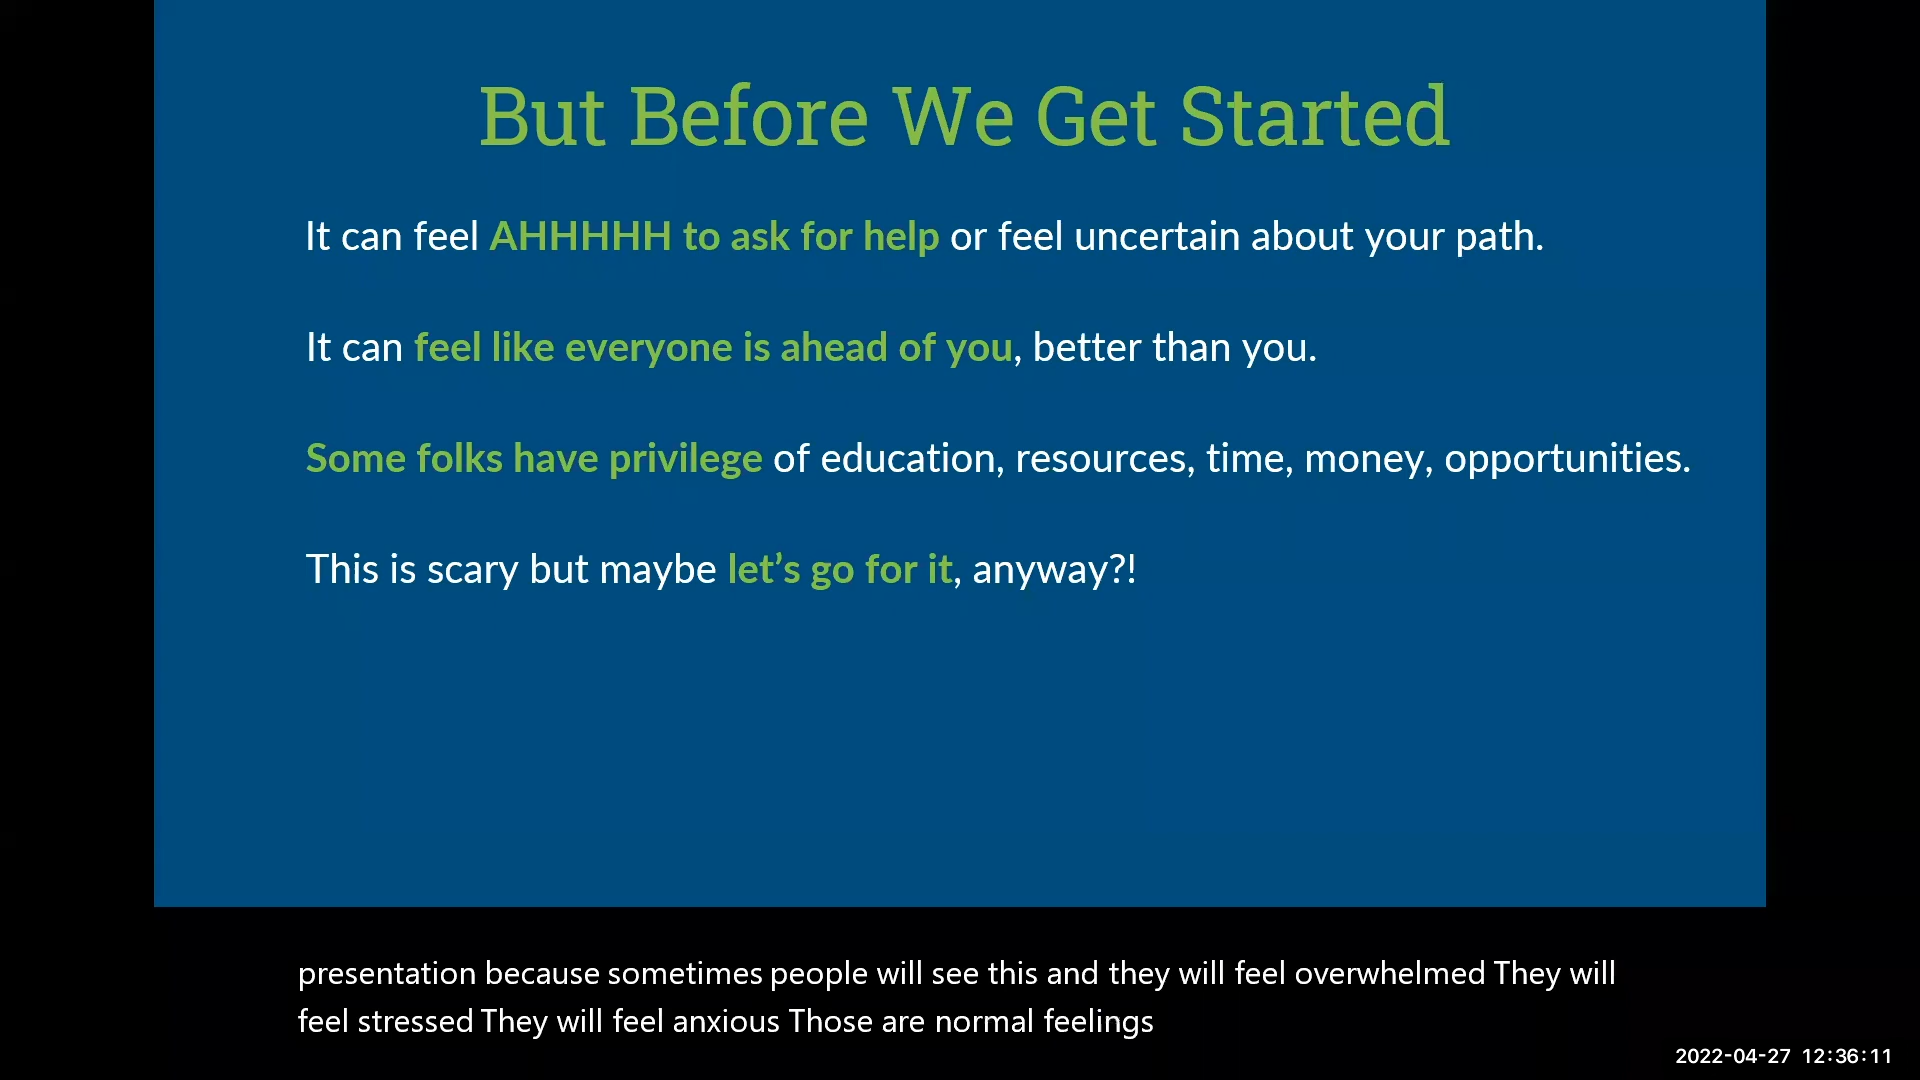 But Before We Get Started
It can feel AHHHHH to ask for help or feel uncertain about your path.
It can feel like everyone is ahead of you, better than you.
Some folks have privilege of education, resources, time, money, opportunities.
This is scary but maybe let’s go for it, anyway?!
presentation because sometimes people will see this and they will feel overwhelmed They will
feel stressed They will feel anxious Those are normal feelings
2022-04-27 12:36:11